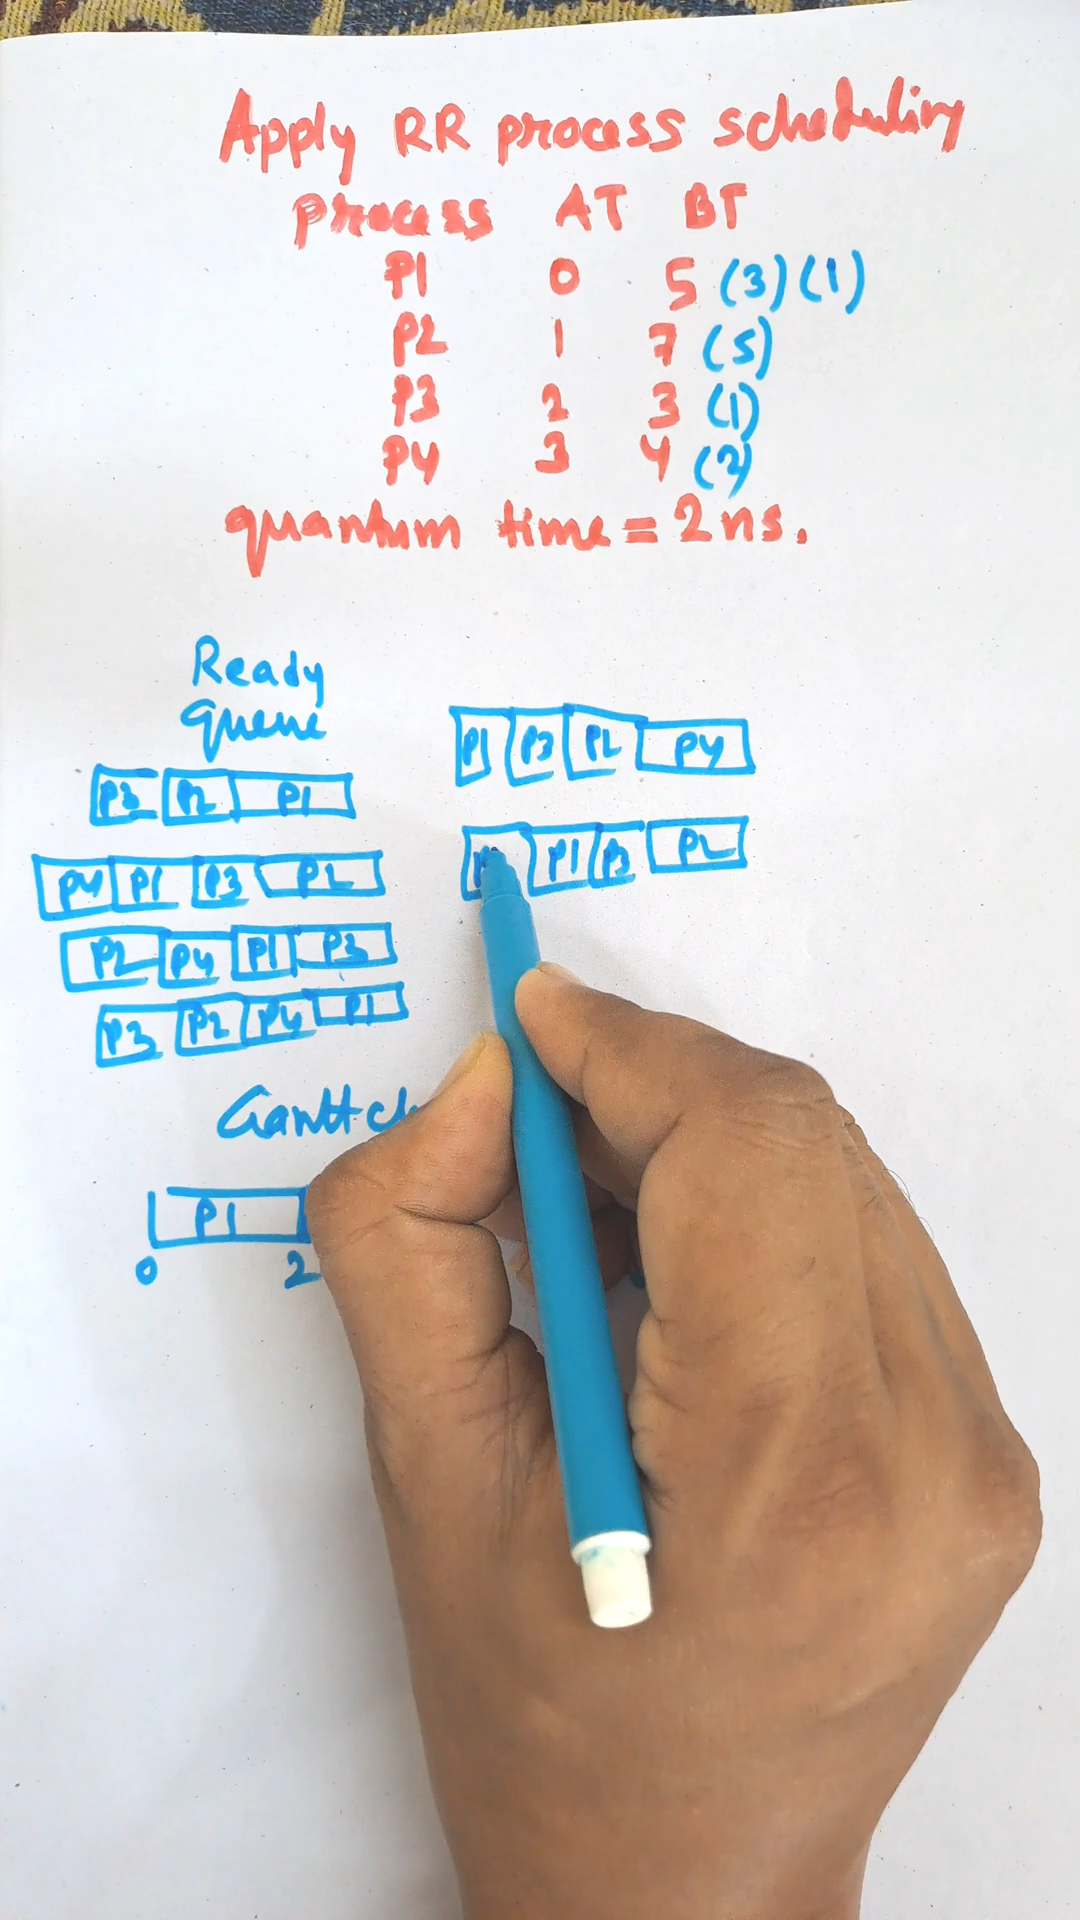 Apply RR process scheduling
process AT BT
P1 0 5 (3) (1)
P2 1 7 (5)
P3 2 3 (1)
P4 3 4 (2)
quantum time = 2 ns.
Ready
queue
P3 P2 P1
P4 P1 P3 P2
P2 P4 P1 P3
P3 P2 P4 P1
P1 P3 P2 P4
P1 P3 P2
P1
0 2